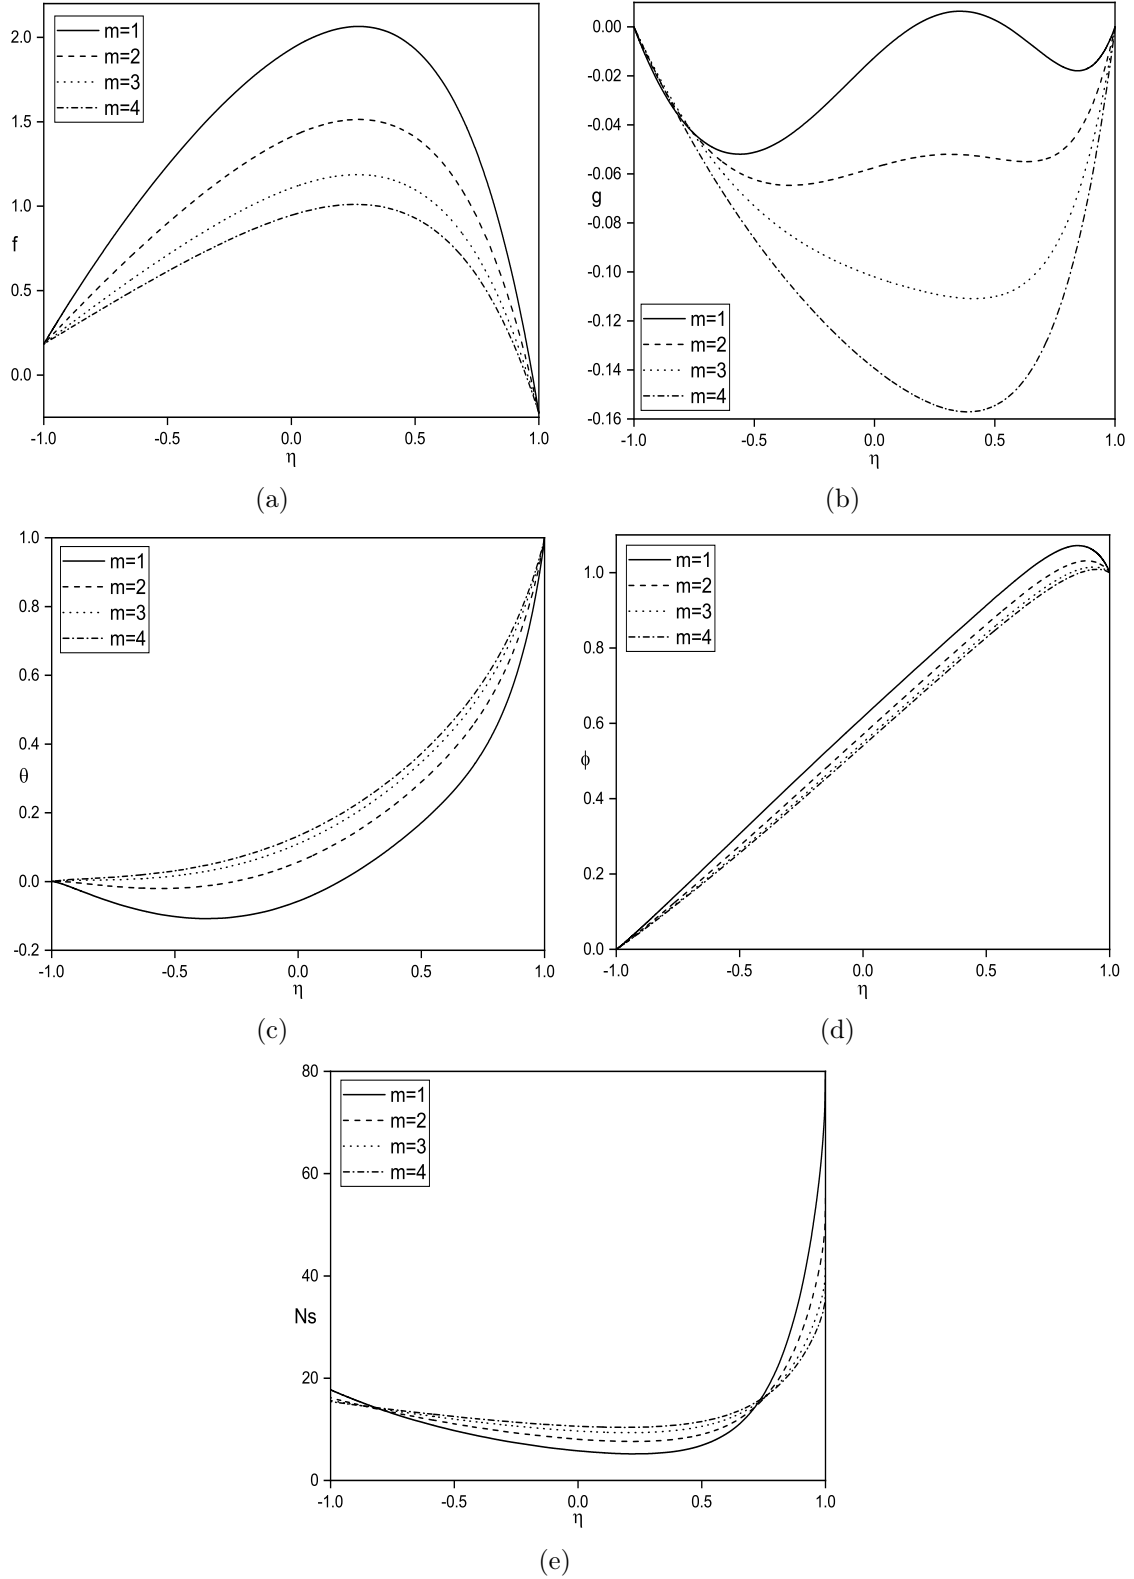 2.0
1.5
1.0
0.5
0.0
f
m=1
m=2
m=3
m=4
-1.0 -0.5 0.0 0.5 1.0
η
(a)
0.00
-0.02
-0.04
-0.06
-0.08
-0.10
-0.12
-0.14
-0.16
g
m=1
m=2
m=3
m=4
-1.0 -0.5 0.0 0.5 1.0
η
(b)
1.0
0.8
0.6
0.4
0.2
0.0
-0.2
θ
m=1
m=2
m=3
m=4
-1.0 -0.5 0.0 0.5 1.0
η
(c)
1.0
0.8
0.6
0.4
0.2
0.0
ϕ
m=1
m=2
m=3
m=4
-1.0 -0.5 0.0 0.5 1.0
η
(d)
80
60
40
20
0
Ns
m=1
m=2
m=3
m=4
-1.0 -0.5 0.0 0.5 1.0
η
(e)